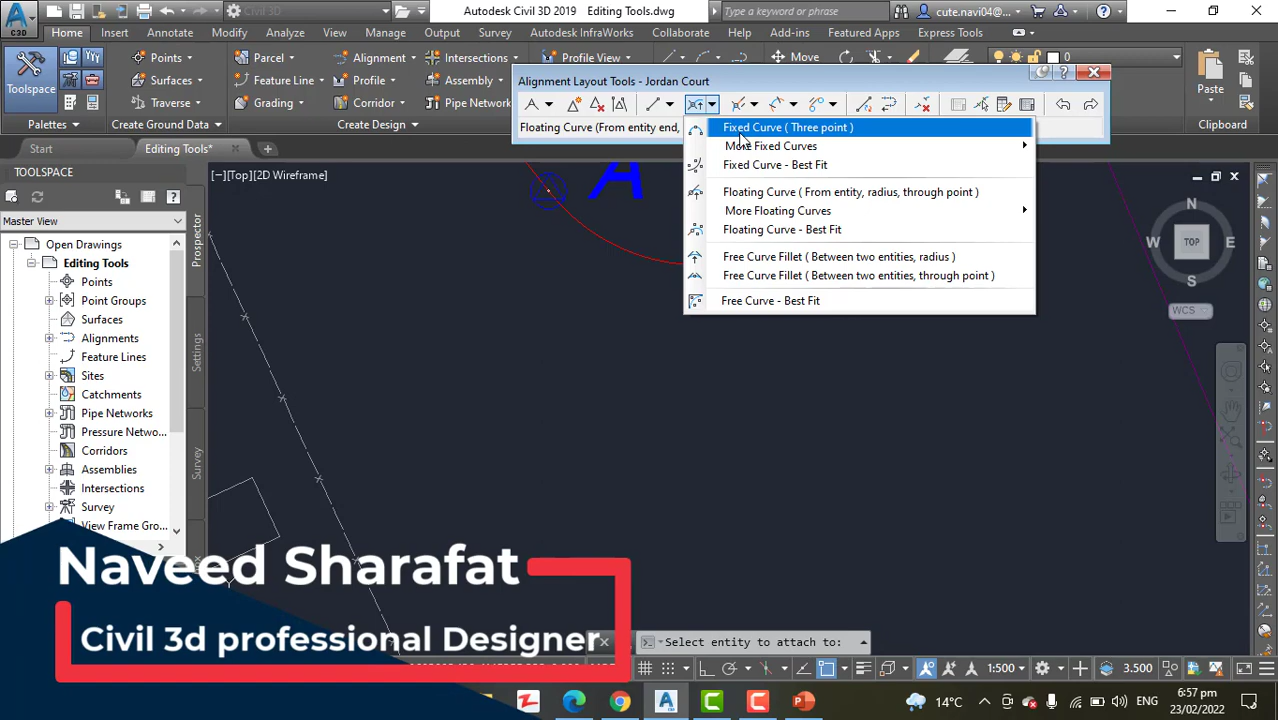 Civil 3D
Autodesk Civil 3D 2019 Editing Tools.dwg
Type a keyword or phrase
cute.navi04@...
C3D
Home Insert Annotate Modify Analyze View Manage Output Survey Autodesk InfraWorks Collaborate Help Add-ins Featured Apps Express Tools
Toolspace
Palettes
Points
Surfaces
Traverse
Create Ground Data
Parcel
Feature Line
Grading
Alignment
Profile
Corridor
Intersections
Assembly
Pipe Network
Profile View
Move
0
Paste
Clipboard
Alignment Layout Tools - Jordan Court
Floating Curve (From entity end,
Fixed Curve ( Three point )
More Fixed Curves
Fixed Curve - Best Fit
Floating Curve ( From entity, radius, through point )
More Floating Curves
Floating Curve - Best Fit
Free Curve Fillet ( Between two entities, radius )
Free Curve Fillet ( Between two entities, through point )
Free Curve - Best Fit
Start
Editing Tools*
TOOLSPACE
Master View
Open Drawings
Editing Tools
Points
Point Groups
Surfaces
Alignments
Feature Lines
Sites
Catchments
Pipe Networks
Pressure Netwo...
Corridors
Assemblies
Intersections
Survey
View Frame Gro...
Prospector
Settings
Survey
[−][Top][2D Wireframe]
A
N
W TOP E
S
WCS
Naveed Sharafat
Civil 3d professional Designer
Select entity to attach to:
1:500
3.500
14°C
ENG
6:57 pm
23/02/2022